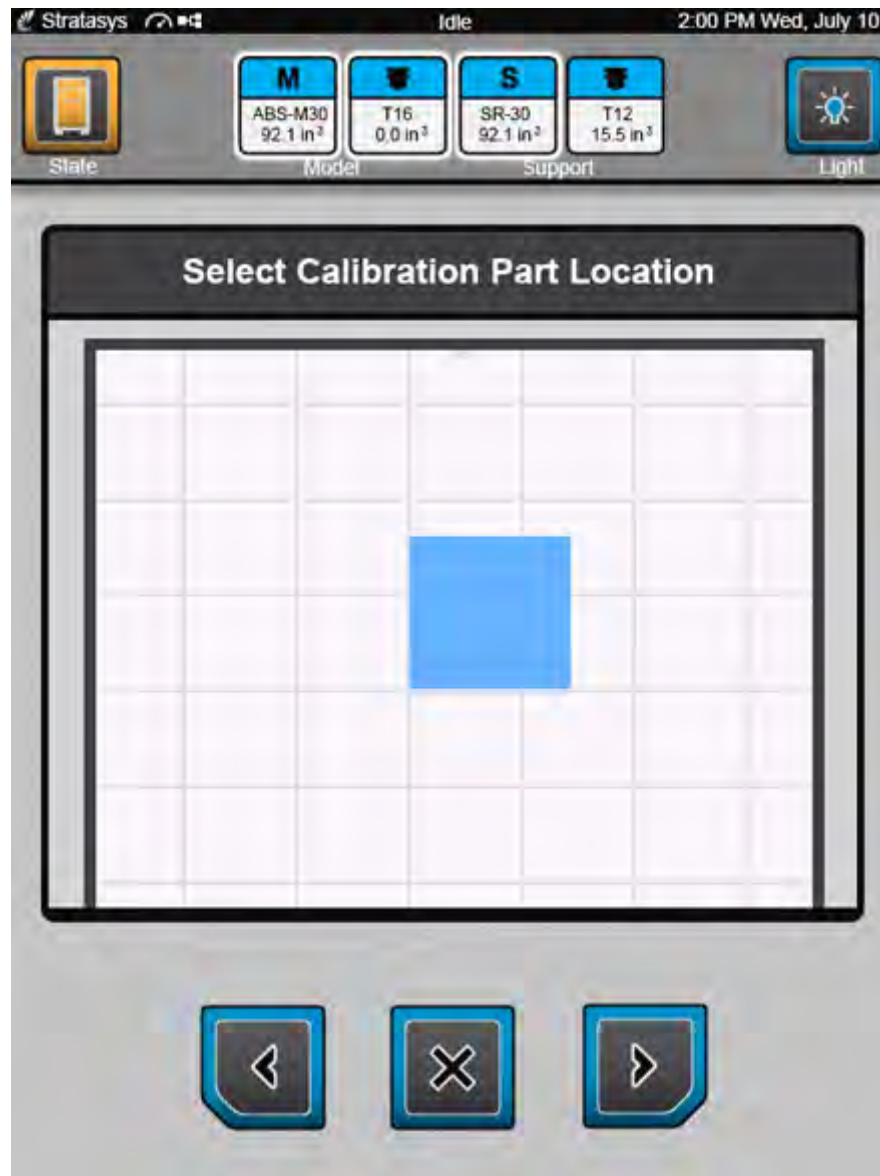 Stratasys Idle 2:00 PM Wed, July 10
M S
ABS-M30 T16 SR-30 T12
92.1 in³ 0.0 in³ 92.1 in³ 15.5 in³
State Model Support Light
Select Calibration Part Location